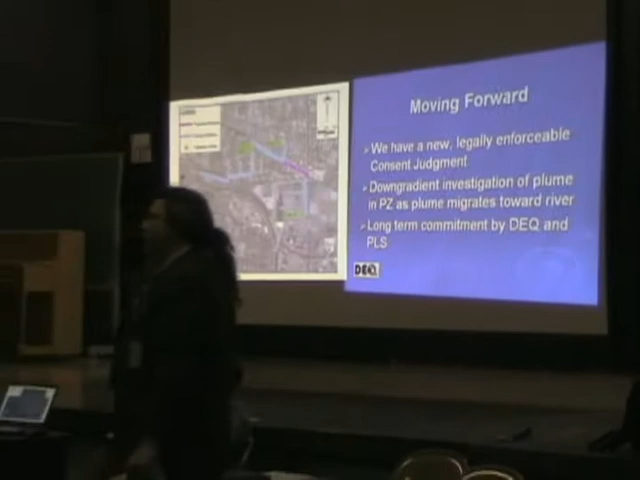 Moving Forward
We have a new, legally enforceable
Consent Judgment
Downgradient investigation of plume
in PZ as plume migrates toward river
Long term commitment by DEQ and
PLS
DEQ